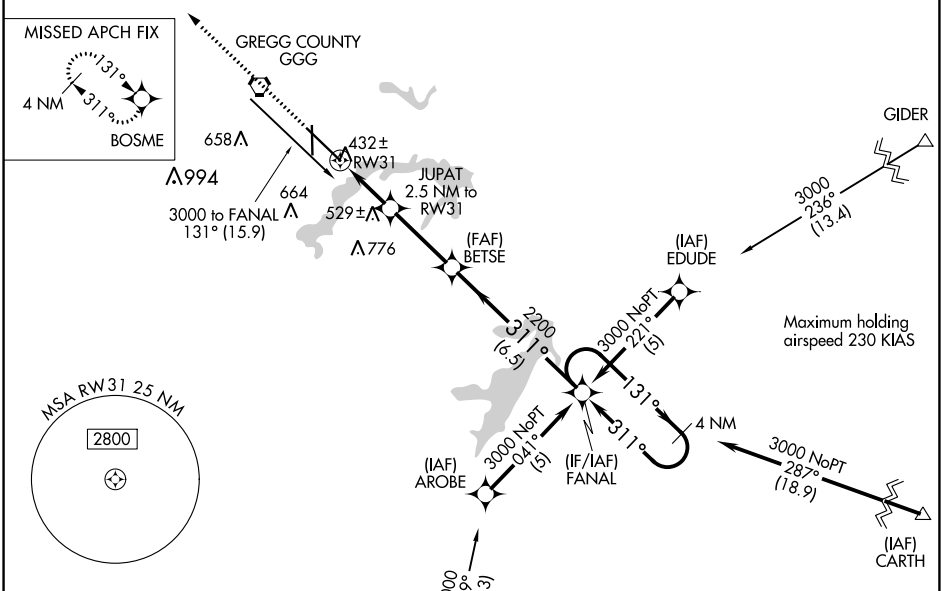 MISSED APCH FIX
131°
4 NM
311°
BOSME
GREGG COUNTY
GGG
658
994
664
3000 to FANAL
131° (15.9)
432±
RW31
529±
776
JUPAT
2.5 NM to
RW31
(FAF)
BETSE
GIDER
3000
236°
(13.4)
(IAF)
EDUDE
3000 NoPT
221°
(5)
Maximum holding
airspeed 230 KIAS
2200
311°
(6.5)
131°
4 NM
311°
3000 NoPT
041°
(5)
(IF/IAF)
FANAL
(IAF)
AROBE
3000 NoPT
287°
(18.9)
(IAF)
CARTH
MSA RW31 25 NM
2800